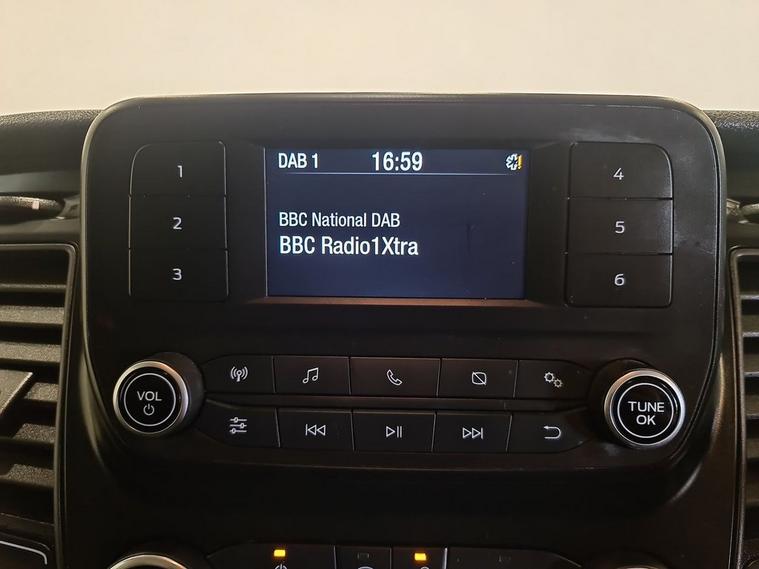 DAB 1 16:59
BBC National DAB
BBC Radio1Xtra
1
2
3
4
5
6
VOL
TUNE
OK